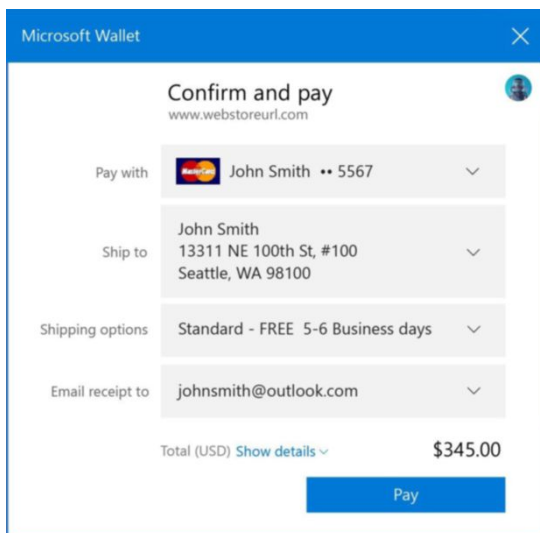 Microsoft Wallet
Confirm and pay
www.webstoreurl.com
Pay with
MasterCard John Smith •• 5567
Ship to
John Smith
13311 NE 100th St, #100
Seattle, WA 98100
Shipping options
Standard - FREE 5-6 Business days
Email receipt to
johnsmith@outlook.com
Total (USD) Show details $345.00
Pay